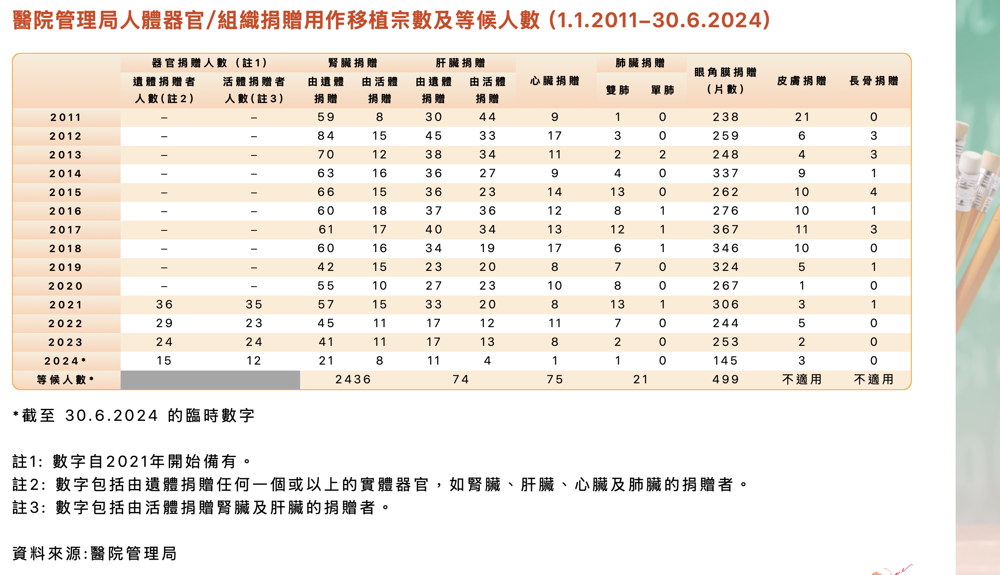 醫院管理局人體器官/組織捐贈用作移植宗數及等候人數 (1.1.2011–30.6.2024)
器官捐贈人數 (註1) 腎臟捐贈 肝臟捐贈 心臟捐贈 肺臟捐贈 眼角膜捐贈 (片數) 皮膚捐贈 長骨捐贈
遺體捐贈者 人數(註2) 活體捐贈者 人數(註3) 由遺體 捐贈 由活體 捐贈 由遺體 捐贈 由活體 捐贈 雙肺 單肺
2011 – – 59 8 30 44 9 1 0 238 21 0
2012 – – 84 15 45 33 17 3 0 259 6 3
2013 – – 70 12 38 34 11 2 2 248 4 3
2014 – – 63 16 36 27 9 4 0 337 9 1
2015 – – 66 15 36 23 14 13 0 262 10 4
2016 – – 60 18 37 36 12 8 1 276 10 1
2017 – – 61 17 40 34 13 12 1 367 11 3
2018 – – 60 16 34 19 17 6 1 346 10 0
2019 – – 42 15 23 20 8 7 0 324 5 1
2020 – – 55 10 27 23 10 8 0 267 1 0
2021 36 35 57 15 33 20 8 13 1 306 3 1
2022 29 23 45 11 17 12 11 7 0 244 5 0
2023 24 24 41 11 17 13 8 2 0 253 2 0
2024* 15 12 21 8 11 4 1 1 0 145 3 0
等候人數* 2436 74 75 21 499 不適用 不適用
*截至 30.6.2024 的臨時數字
註1: 數字自2021年開始備有。
註2: 數字包括由遺體捐贈任何一個或以上的實體器官，如腎臟、肝臟、心臟及肺臟的捐贈者。
註3: 數字包括由活體捐贈腎臟及肝臟的捐贈者。
資料來源:醫院管理局